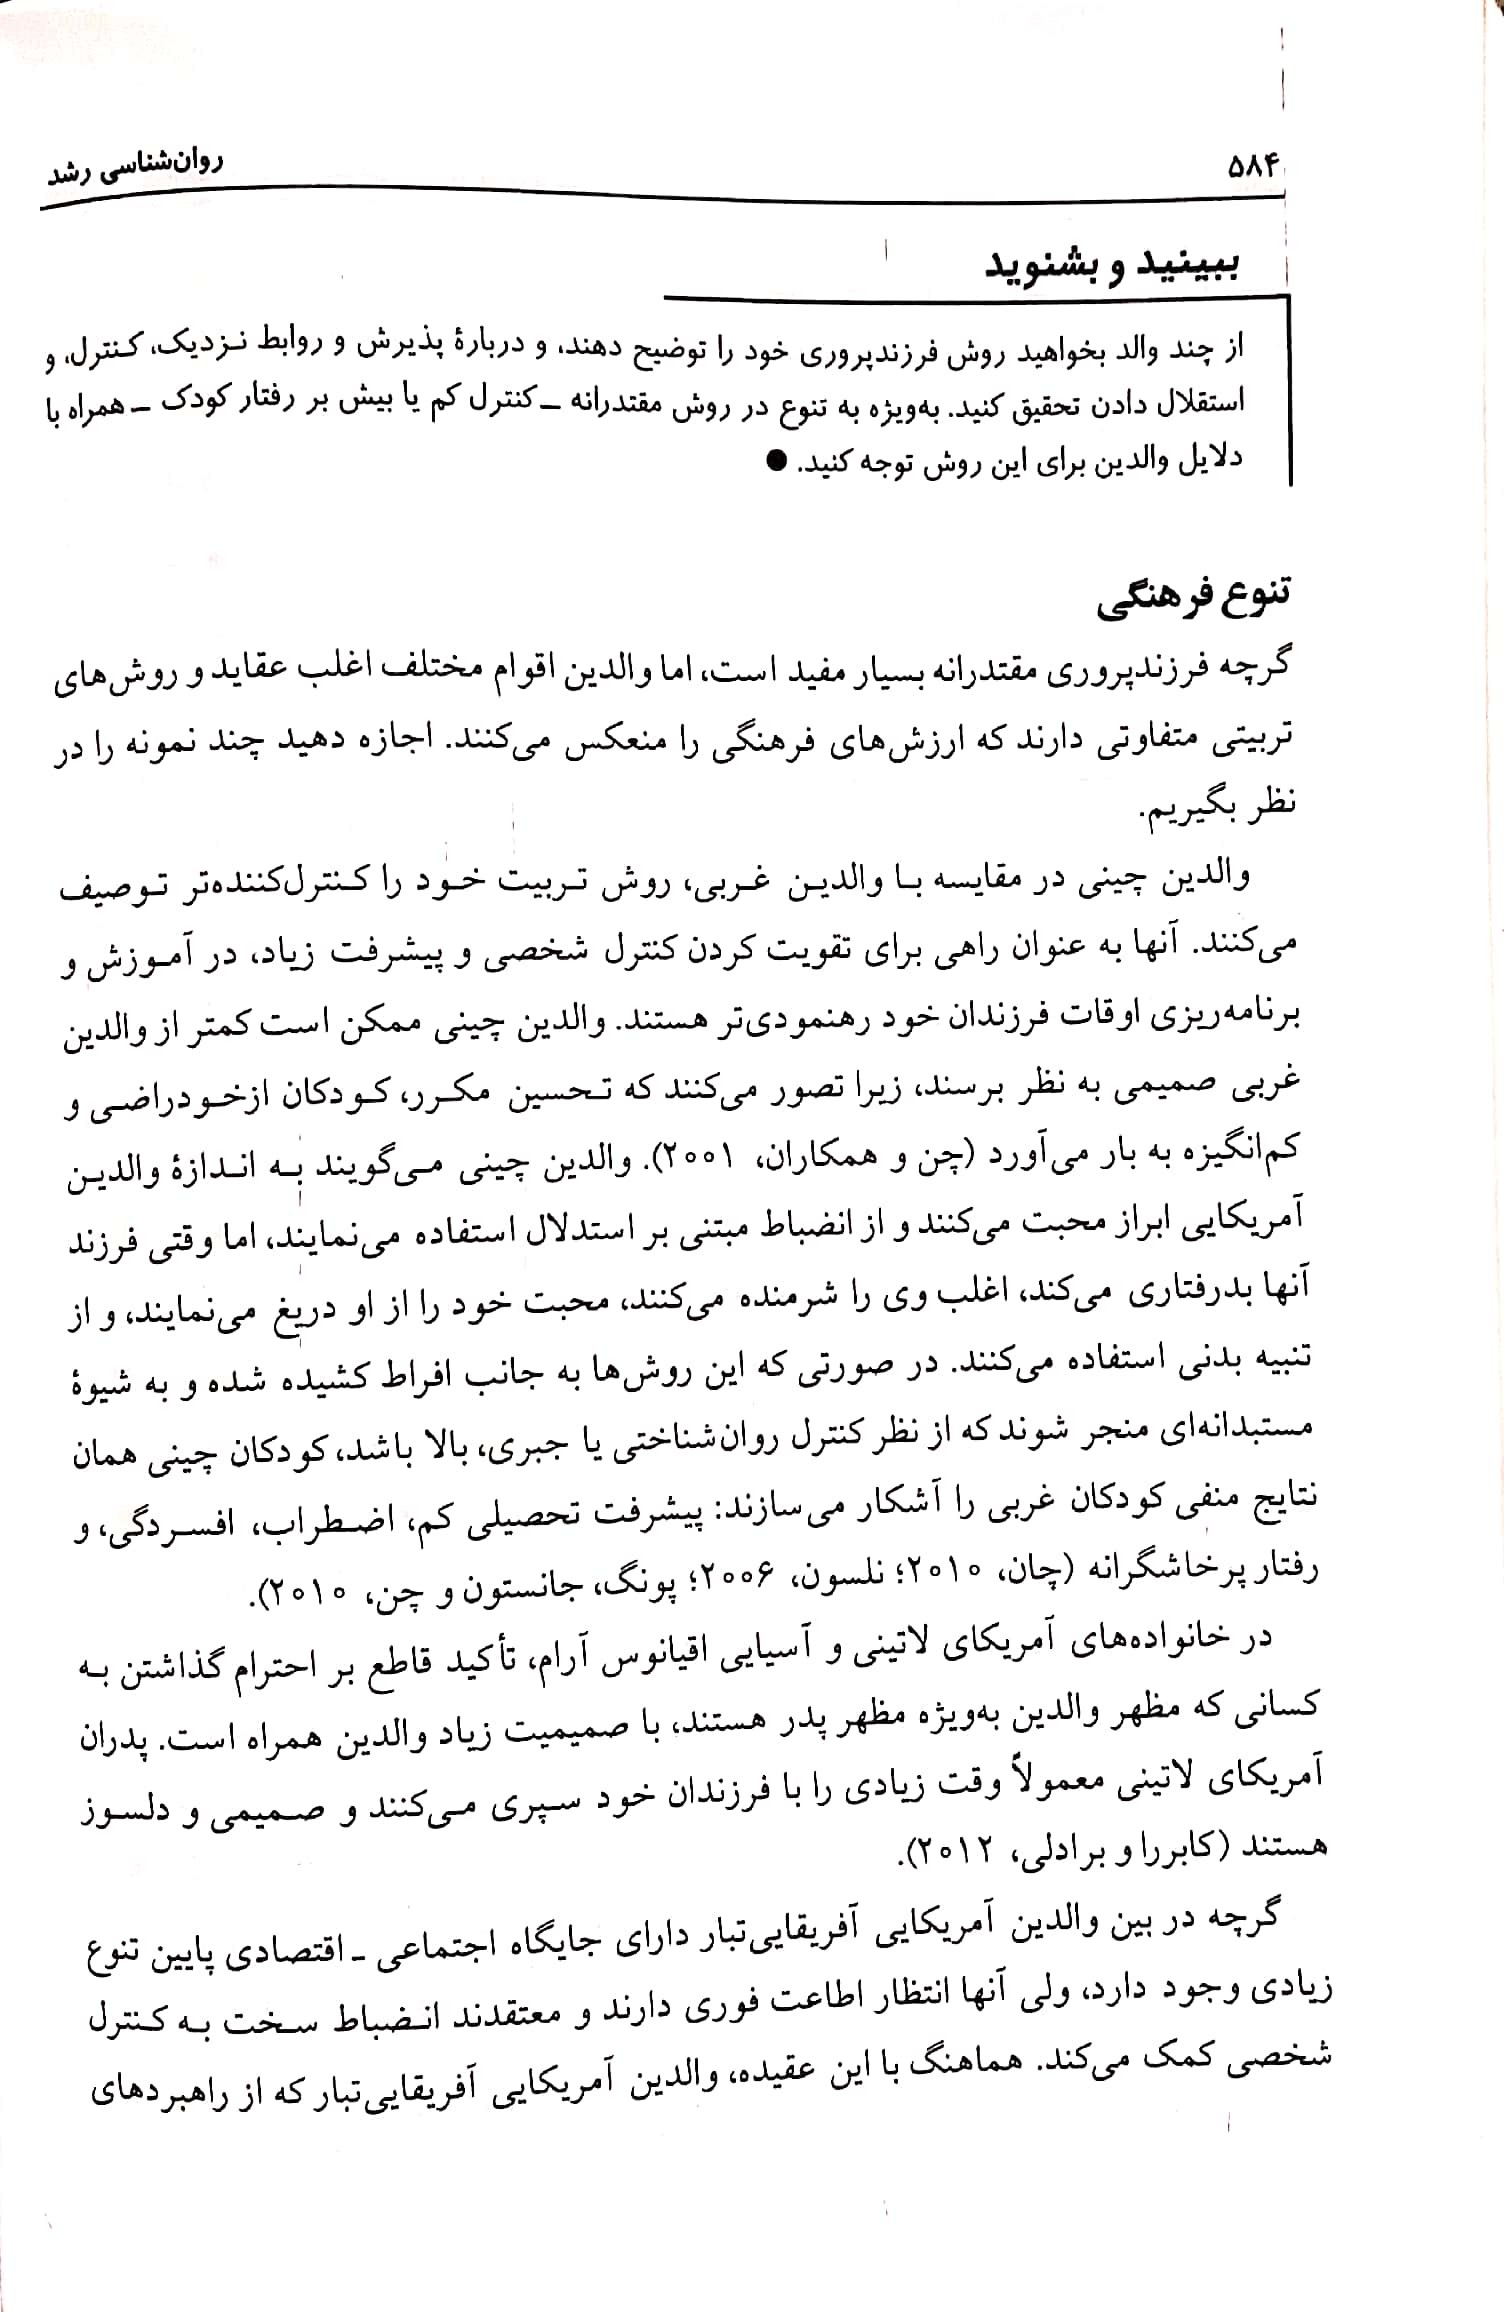 ۵۸۴
روان‌شناسی رشد
ببینید و بشنوید
از چند والد بخواهید روش فرزندپروری خود را توضیح دهند، و دربارهٔ پذیرش و روابط نزدیک، کنترل، و
استقلال دادن تحقیق کنید. به‌ویژه به تنوع در روش مقتدرانه ـ کنترل کم یا بیش بر رفتار کودک ـ همراه با
دلایل والدین برای این روش توجه کنید. ●
تنوع فرهنگی
گرچه فرزندپروری مقتدرانه بسیار مفید است، اما والدین اقوام مختلف اغلب عقاید و روش‌های
تربیتی متفاوتی دارند که ارزش‌های فرهنگی را منعکس می‌کنند. اجازه دهید چند نمونه را در
نظر بگیریم.
والدین چینی در مقایسه با والدین غربی، روش تربیت خود را کنترل‌کننده‌تر توصیف
می‌کنند. آنها به عنوان راهی برای تقویت کردن کنترل شخصی و پیشرفت زیاد، در آموزش و
برنامه‌ریزی اوقات فرزندان خود رهنمودی‌تر هستند. والدین چینی ممکن است کمتر از والدین
غربی صمیمی به نظر برسند، زیرا تصور می‌کنند که تحسین مکرر، کودکان ازخودراضی و
کم‌انگیزه به بار می‌آورد (چن و همکاران، ۲۰۰۱). والدین چینی می‌گویند به اندازهٔ والدین
آمریکایی ابراز محبت می‌کنند و از انضباط مبتنی بر استدلال استفاده می‌نمایند، اما وقتی فرزند
آنها بدرفتاری می‌کند، اغلب وی را شرمنده می‌کنند، محبت خود را از او دریغ می‌نمایند، و از
تنبیه بدنی استفاده می‌کنند. در صورتی که این روش‌ها به جانب افراط کشیده شده و به شیوهٔ
مستبدانه‌ای منجر شوند که از نظر کنترل روان‌شناختی یا جبری، بالا باشد، کودکان چینی همان
نتایج منفی کودکان غربی را آشکار می‌سازند: پیشرفت تحصیلی کم، اضطراب، افسردگی، و
رفتار پرخاشگرانه (چان، ۲۰۱۰؛ نلسون، ۲۰۰۶؛ پونگ، جانستون و چن، ۲۰۱۰).
در خانواده‌های آمریکای لاتینی و آسیایی اقیانوس آرام، تأکید قاطع بر احترام گذاشتن به
کسانی که مظهر والدین به‌ویژه مظهر پدر هستند، با صمیمیت زیاد والدین همراه است. پدران
آمریکای لاتینی معمولاً وقت زیادی را با فرزندان خود سپری می‌کنند و صمیمی و دلسوز
هستند (کابررا و برادلی، ۲۰۱۲).
گرچه در بین والدین آمریکایی آفریقایی‌تبار دارای جایگاه اجتماعی ـ اقتصادی پایین تنوع
زیادی وجود دارد، ولی آنها انتظار اطاعت فوری دارند و معتقدند انضباط سخت به کنترل
شخصی کمک می‌کند. هماهنگ با این عقیده، والدین آمریکایی آفریقایی‌تبار که از راهبردهای